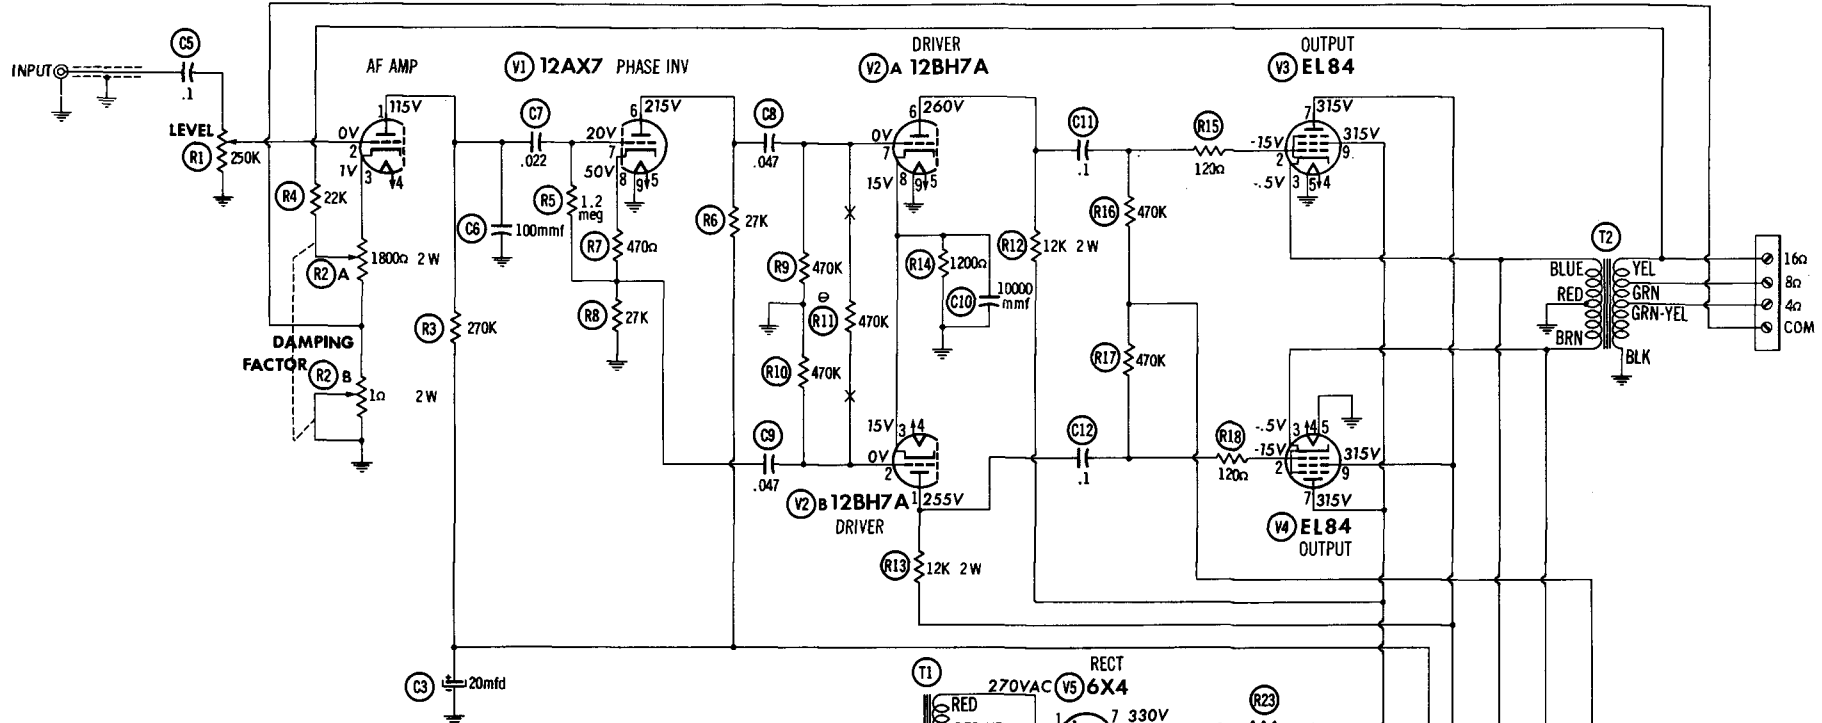 INPUT
C5
.1
LEVEL
R1
250K
AF AMP
1
115V
0V
2
1V
3
4
R4
22K
R2 A
1800Ω 2 W
DAMPING
FACTOR
R2 B
1Ω 2 W
R3
270K
C3
20mfd
C6
100mmf
C7
.022
V1 12AX7 PHASE INV
6
215V
20V
7
50V
8
9
5
R5
1.2
meg
R7
470Ω
R8
27K
R6
27K
C8
.047
R9
470K
R11
470K
R10
470K
C9
.047
DRIVER
V2 A 12BH7A
6
260V
0V
7
15V
8
9
5
R14
1200Ω
C10
10000
mmf
15V
3
4
0V
2
1
255V
V2 B 12BH7A
DRIVER
R13
12K 2 W
R12
12K 2 W
C11
.1
R16
470K
R17
470K
C12
.1
R15
120Ω
R18
120Ω
OUTPUT
V3 EL84
7
315V
-15V
2
315V
9
-.5V
3
5
4
-.5V
3
4
5
-15V
2
315V
9
7
315V
V4 EL84
OUTPUT
T2
BLUE
RED
BRN
YEL
GRN
GRN-YEL
BLK
16Ω
8Ω
4Ω
COM
T1
RED
270VAC
RECT
V5 6X4
1
7
330V
R23